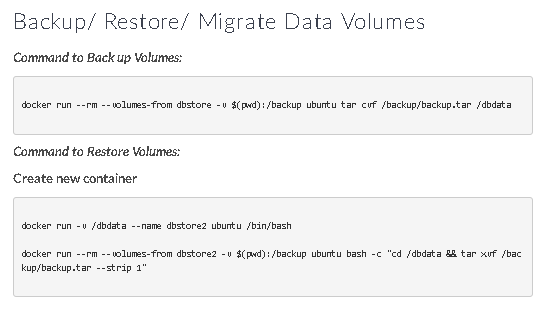 Backup/ Restore/ Migrate Data Volumes
Command to Back up Volumes:
docker run --rm --volumes-from dbstore -v $(pwd):/backup ubuntu tar cvf /backup/backup.tar /dbdata
Command to Restore Volumes:
Create new container
docker run -v /dbdata --name dbstore2 ubuntu /bin/bash
docker run --rm --volumes-from dbstore2 -v $(pwd):/backup ubuntu bash -c "cd /dbdata && tar xvf /bac
kup/backup.tar --strip 1"